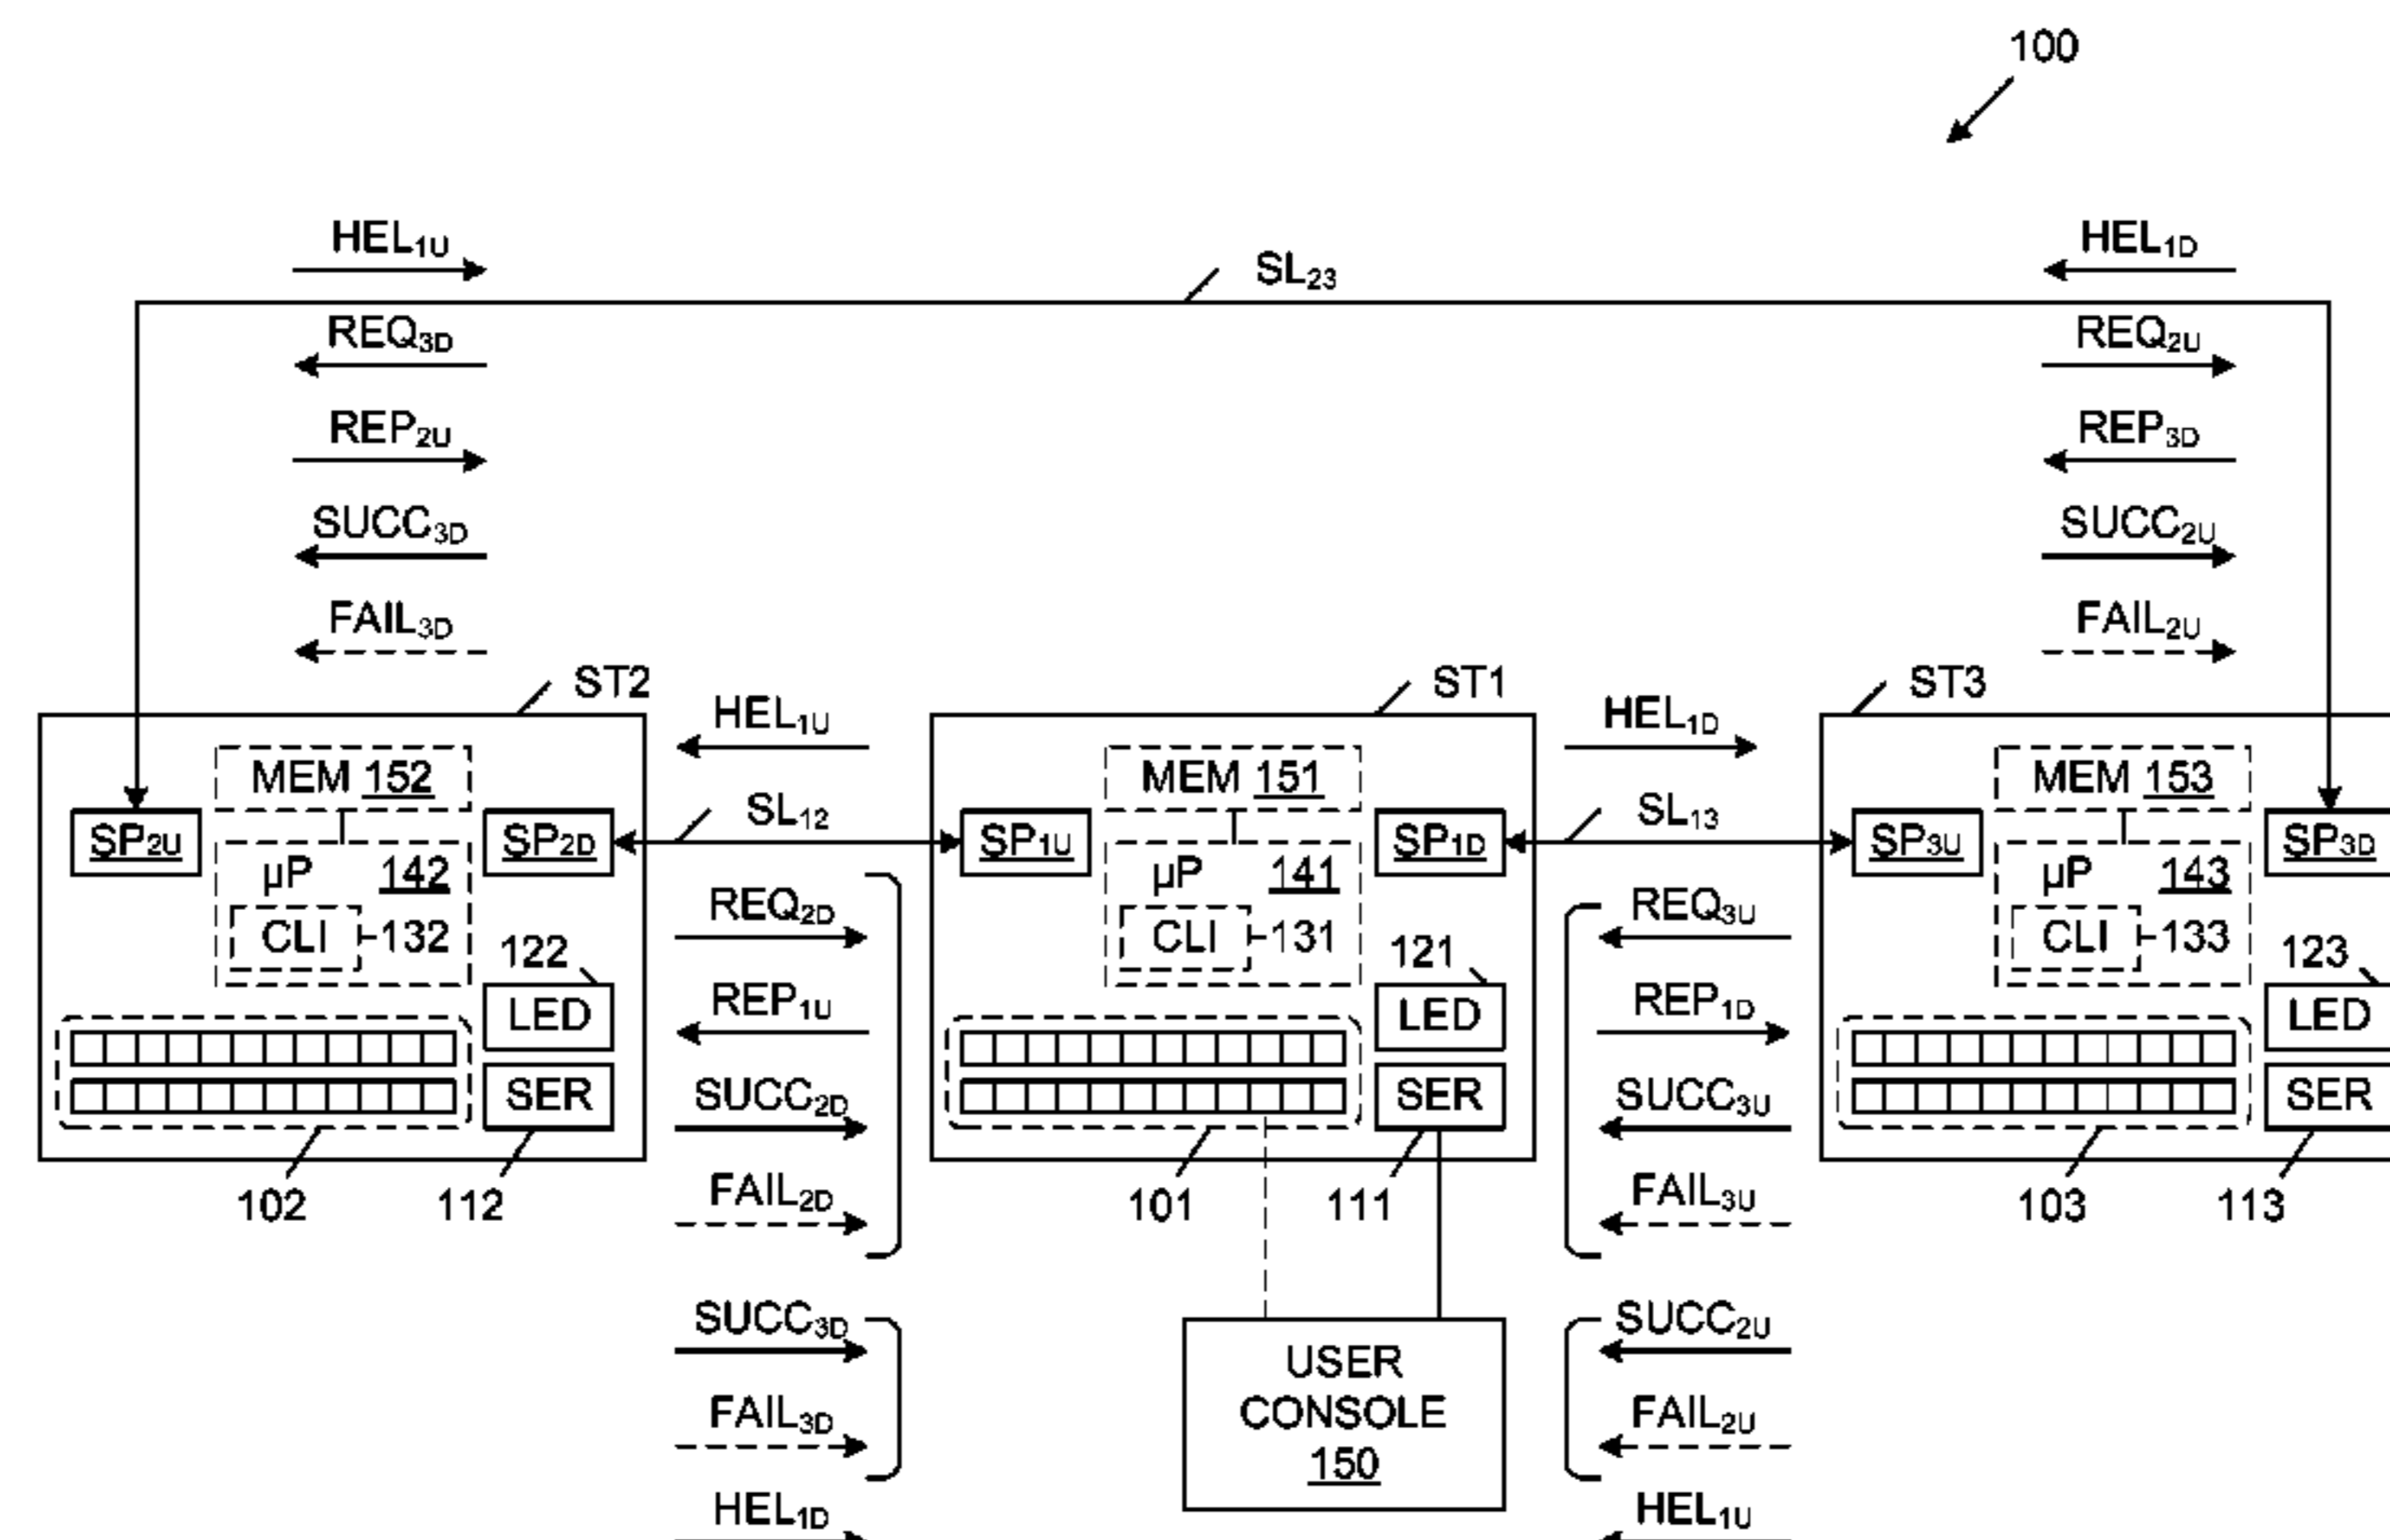 100
HEL1U
HEL1D
SL23
REQ3D
REQ2U
REP2U
REP3D
SUCC3D
SUCC2U
FAIL3D
FAIL2U
ST2
ST1
ST3
HEL1U
HEL1D
MEM 152
MEM 151
MEM 153
SP2U
SP2D
SL12
SP1U
SP1D
SL13
SP3U
SP3D
µP 142
µP 141
µP 143
REQ2D
REQ3U
CLI 132
CLI 131
CLI 133
122
121
123
LED
LED
LED
REP1U
REP1D
SER
SER
SER
SUCC2D
SUCC3U
102
112
101
111
103
113
FAIL2D
FAIL3U
SUCC3D
SUCC2U
FAIL3D
FAIL2U
USER
CONSOLE
150
HEL1D
HEL1U